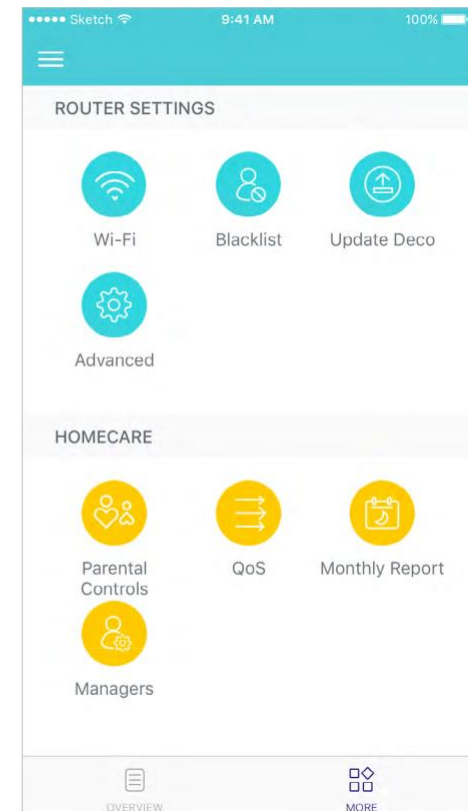 Sketch 9:41 AM 100%
ROUTER SETTINGS
Wi-Fi Blacklist Update Deco
Advanced
HOMECARE
Parental Controls QoS Monthly Report
Managers
OVERVIEW MORE